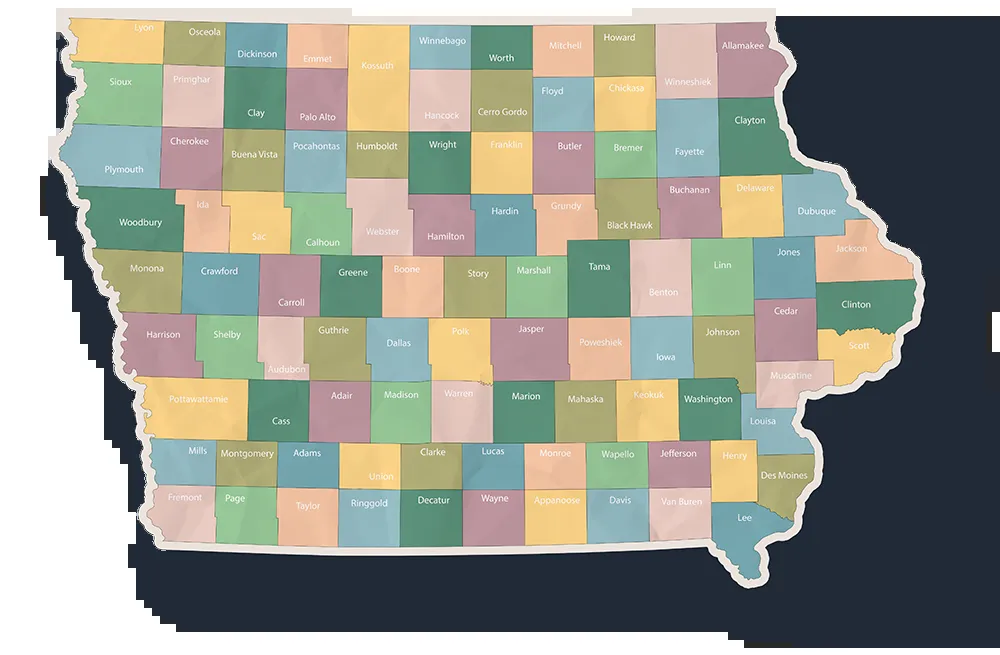 Lyon
Osceola
Dickinson
Emmet
Kossuth
Winnebago
Worth
Mitchell
Howard
Winneshiek
Allamakee
Sioux
Primghar
Clay
Palo Alto
Hancock
Cerro Gordo
Floyd
Chickasa
Clayton
Plymouth
Cherokee
Buena Vista
Pocahontas
Humboldt
Wright
Franklin
Butler
Bremer
Fayette
Woodbury
Ida
Sac
Calhoun
Webster
Hamilton
Hardin
Grundy
Black Hawk
Buchanan
Delaware
Dubuque
Monona
Crawford
Carroll
Greene
Boone
Story
Marshall
Tama
Benton
Linn
Jones
Jackson
Harrison
Shelby
Audubon
Guthrie
Dallas
Polk
Jasper
Poweshiek
Iowa
Johnson
Cedar
Clinton
Scott
Muscatine
Pottawattamie
Cass
Adair
Madison
Warren
Marion
Mahaska
Keokuk
Washington
Louisa
Mills
Montgomery
Adams
Union
Clarke
Lucas
Monroe
Wapello
Jefferson
Henry
Des Moines
Fremont
Page
Taylor
Ringgold
Decatur
Wayne
Appanoose
Davis
Van Buren
Lee